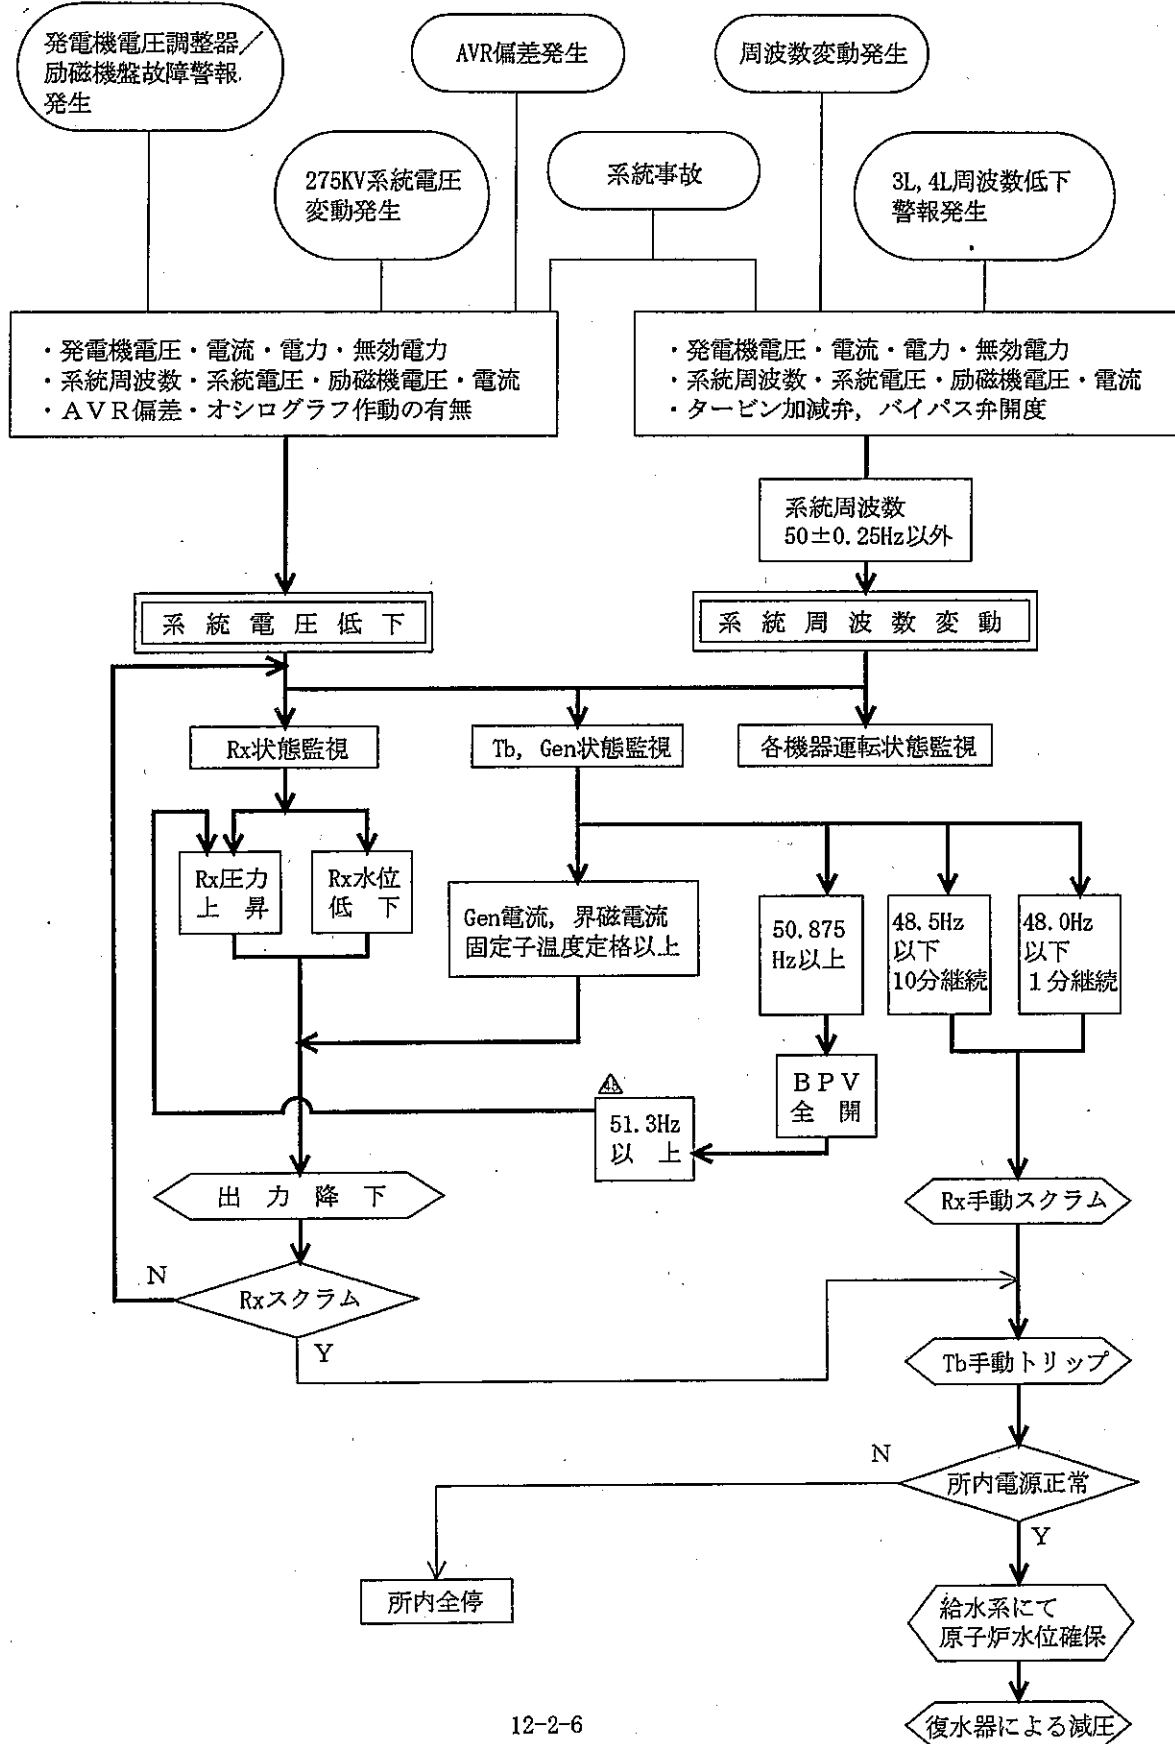 発電機電圧調整器／
励磁機盤故障警報
発生
AVR偏差発生
周波数変動発生
275KV系統電圧
変動発生
系統事故
3L,4L周波数低下
警報発生
・発電機電圧・電流・電力・無効電力
・系統周波数・系統電圧・励磁機電圧・電流
・ＡＶＲ偏差・オシログラフ作動の有無
・発電機電圧・電流・電力・無効電力
・系統周波数・系統電圧・励磁機電圧・電流
・タービン加減弁，バイパス弁開度
系統周波数
50±0.25Hz以外
系統電圧低下
系統周波数変動
Rx状態監視
Tb, Gen状態監視
各機器運転状態監視
Rx圧力
上　昇
Rx水位
低　下
Gen電流, 界磁電流
固定子温度定格以上
50.875
Hz以上
48.5Hz
以下
10分継続
48.0Hz
以下
１分継続
ＢＰＶ
全　開
51.3Hz
以　上
出　力　降　下
Rx手動スクラム
N
Rxスクラム
Y
Tb手動トリップ
N
所内電源正常
Y
所内全停
給水系にて
原子炉水位確保
復水器による減圧
12-2-6